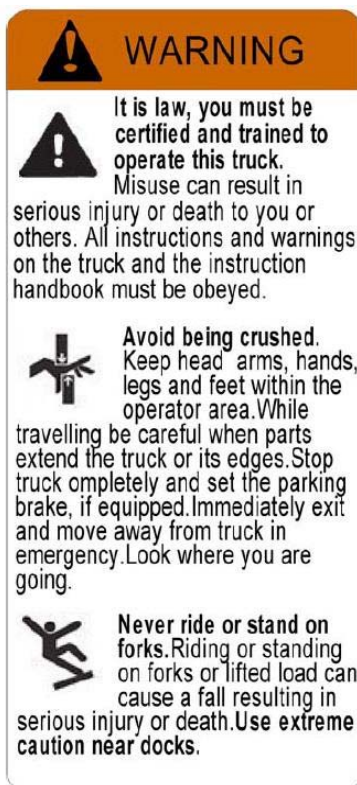 WARNING
It is law, you must be
certified and trained to
operate this truck.
Misuse can result in
serious injury or death to you or
others. All instructions and warnings
on the truck and the instruction
handbook must be obeyed.
Avoid being crushed.
Keep head arms, hands,
legs and feet within the
operator area.While
travelling be careful when parts
extend the truck or its edges.Stop
truck ompletely and set the parking
brake, if equipped.Immediately exit
and move away from truck in
emergency.Look where you are
going.
Never ride or stand on
forks.Riding or standing
on forks or lifted load can
cause a fall resulting in
serious injury or death.Use extreme
caution near docks.